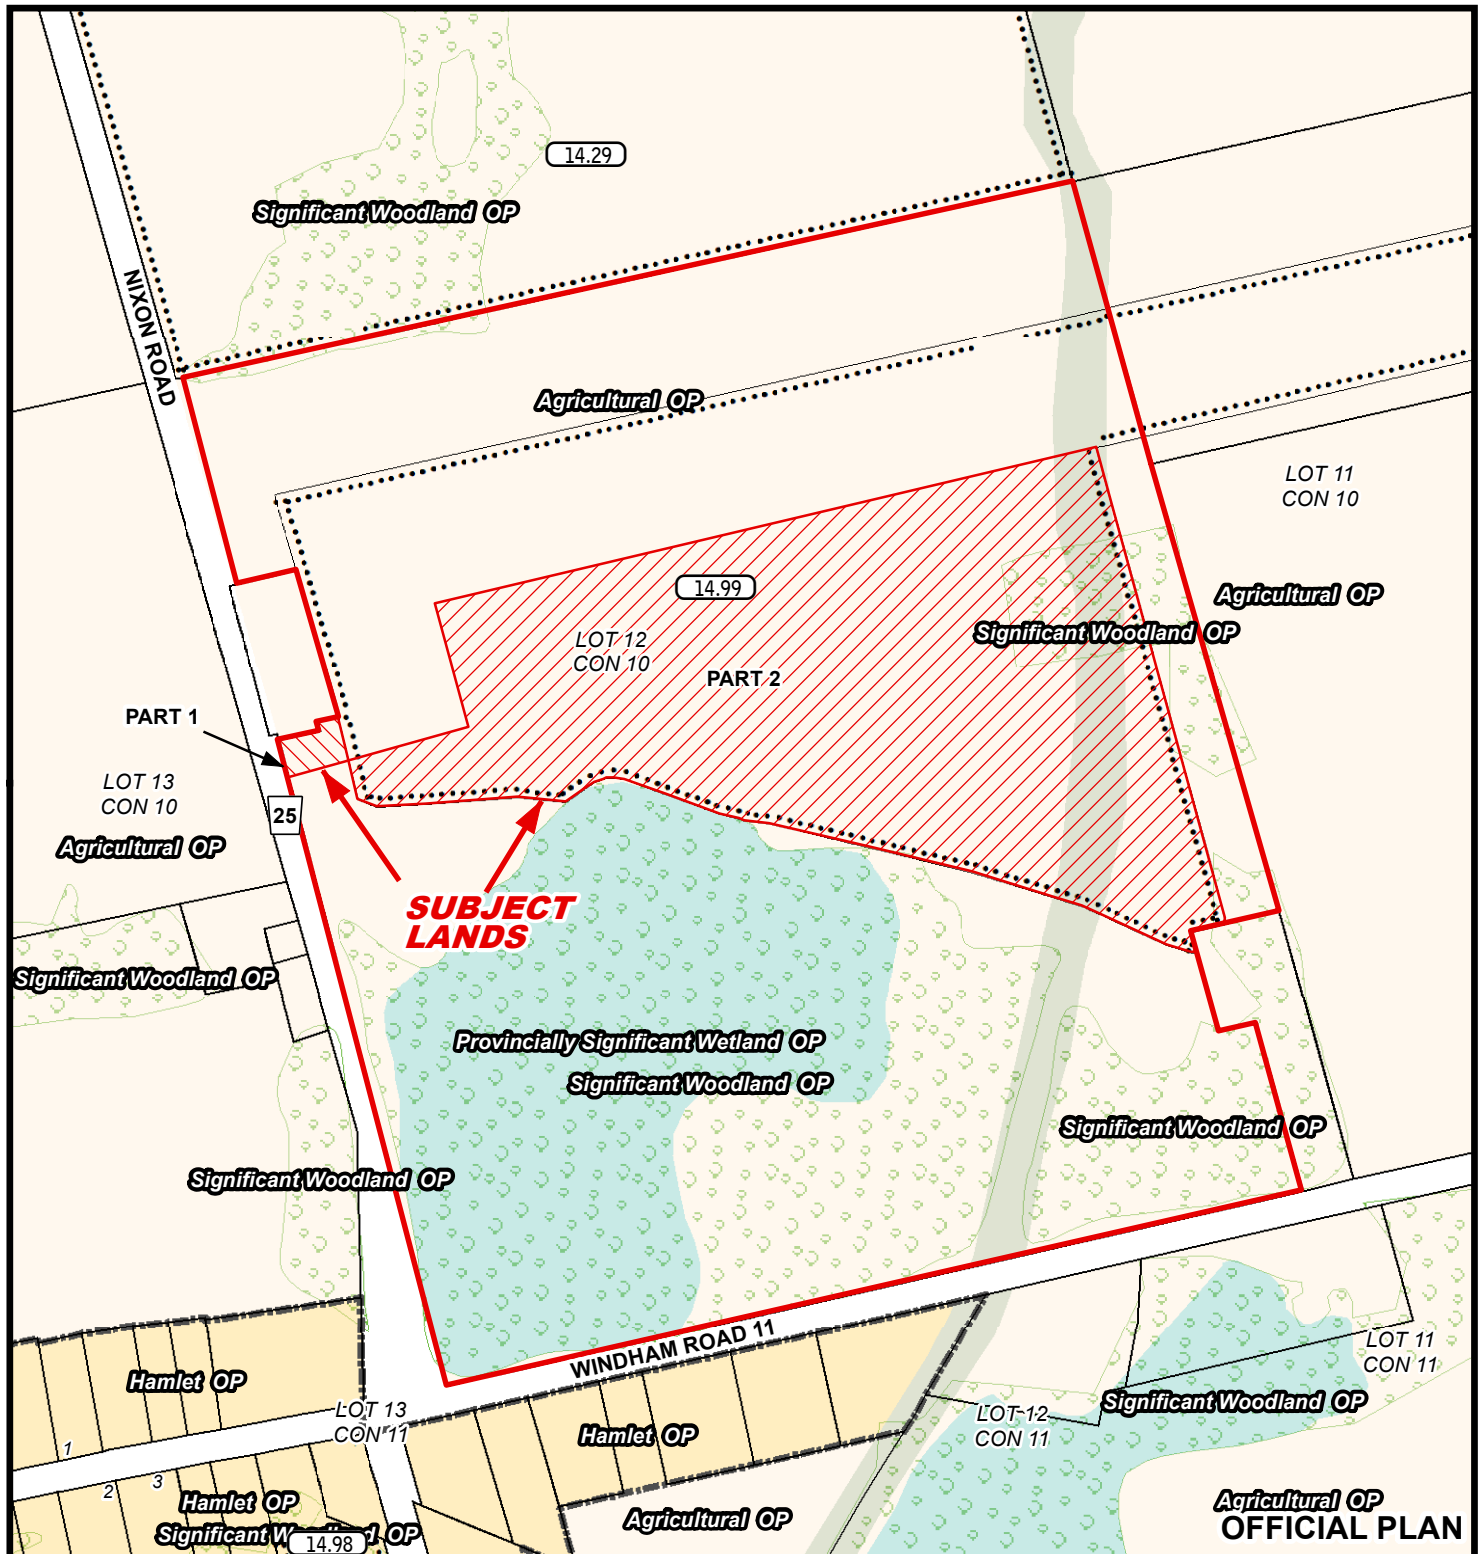 14.29
Significant Woodland OP
NIXON ROAD
Agricultural OP
LOT 11
CON 10
14.99
Agricultural OP
LOT 12
CON 10
Significant Woodland OP
PART 2
PART 1
LOT 13
CON 10
25
Agricultural OP
SUBJECT
LANDS
Significant Woodland OP
Provincially Significant Wetland OP
Significant Woodland OP
Significant Woodland OP
Significant Woodland OP
WINDHAM ROAD 11
LOT 11
CON 11
Hamlet OP
Significant Woodland OP
LOT 13
CON 11
LOT 12
CON 11
Hamlet OP
1
2
3
Hamlet OP
Agricultural OP
Agricultural OP
Significant Woodland OP
14.98
OFFICIAL PLAN